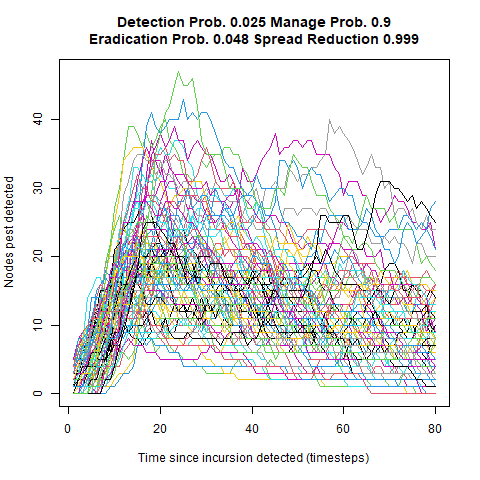 Detection Prob. 0.025 Manage Prob. 0.9
Eradication Prob. 0.048 Spread Reduction 0.999
Nodes pest detected
40
30
20
10
0
0 20 40 60 80
Time since incursion detected (timesteps)